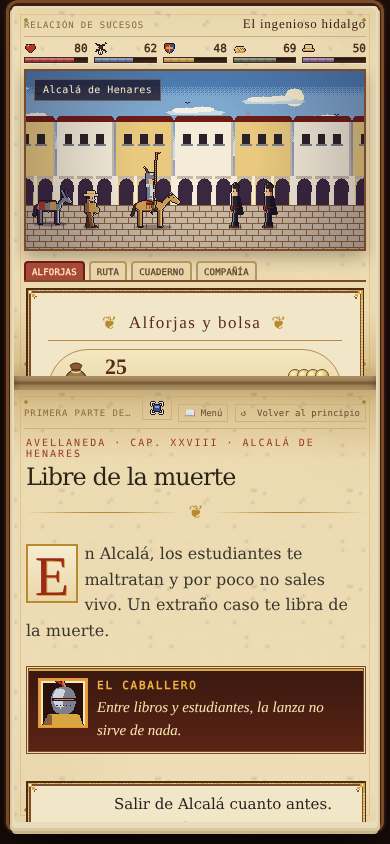 RELACIÓN DE SUCESOS
El ingenioso hidalgo
80 62 48 69 50
Alcalá de Henares
ALFORJAS RUTA CUADERNO COMPAÑÍA
Alforjas y bolsa
25
PRIMERA PARTE DE…
Menú
Volver al principio
AVELLANEDA · CAP. XXVIII · ALCALÁ DE
HENARES
Libre de la muerte
En Alcalá, los estudiantes te
maltratan y por poco no sales
vivo. Un extraño caso te libra de
la muerte.
EL CABALLERO
Entre libros y estudiantes, la lanza no
sirve de nada.
Salir de Alcalá cuanto antes.